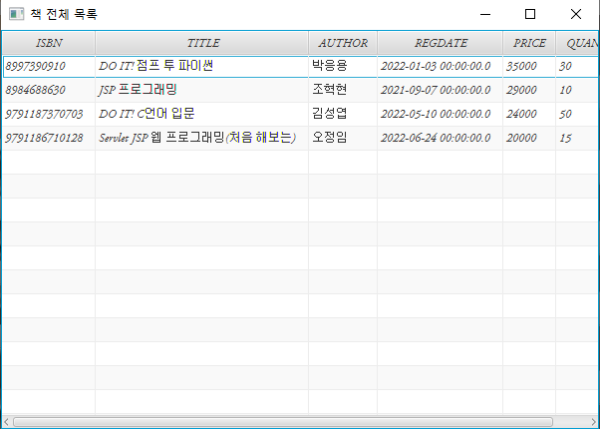 책 전체 목록
ISBN TITLE AUTHOR REGDATE PRICE QUAN
8997390910 DO IT! 점프 투 파이썬 박응용 2022-01-03 00:00:00.0 35000 30
8984688630 JSP 프로그래밍 조혁현 2021-09-07 00:00:00.0 29000 10
9791187370703 DO IT! C언어 입문 김성엽 2022-05-10 00:00:00.0 24000 50
9791186710128 Servlet JSP 웹 프로그래밍(처음 해보는) 오정임 2022-06-24 00:00:00.0 20000 15